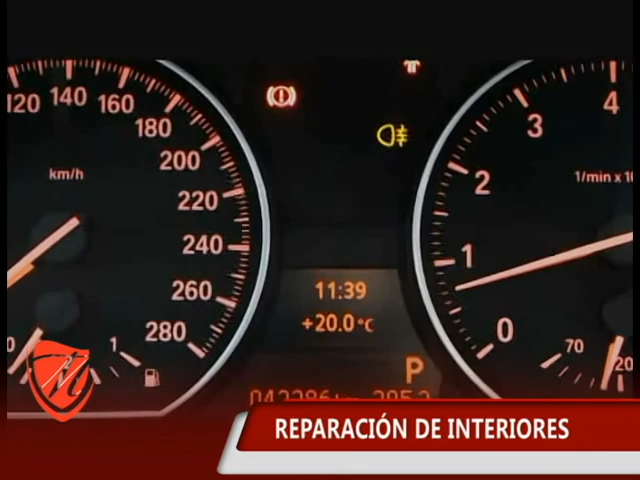 120 140 160 180 200 220 240 260 280
km/h
1
11:39
+20.0°C
P
0 1 2 3 4
1/min x 10
70
REPARACIÓN DE INTERIORES